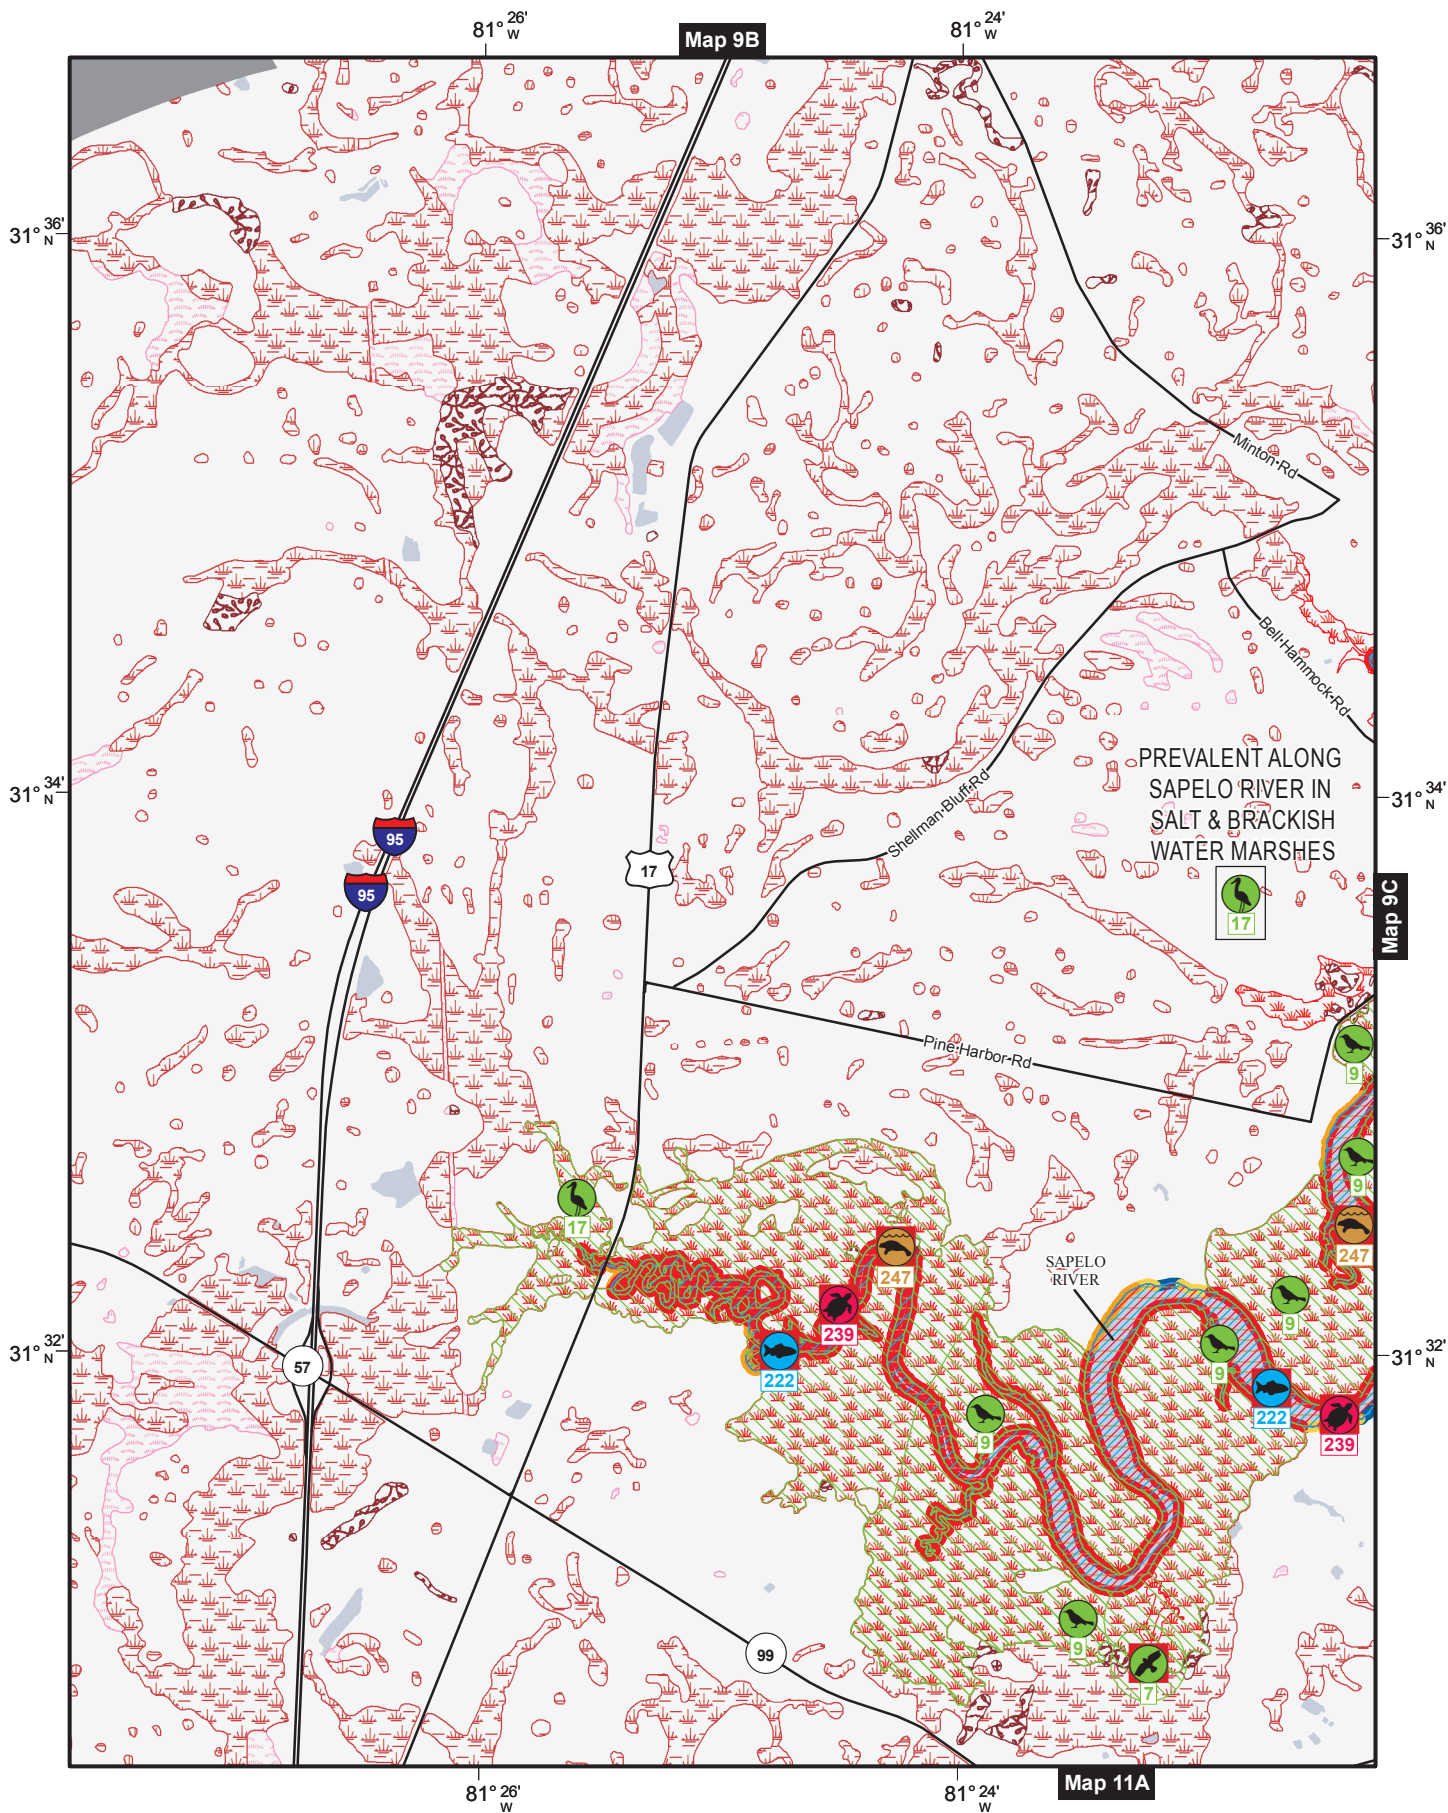 81° 26' W
Map 9B
81° 24' W
31° 36' N
31° 36' N
Minton Rd
Bell Hammock Rd
PREVALENT ALONG
SAPELO RIVER IN
SALT & BRACKISH
WATER MARSHES
17
31° 34' N
31° 34' N
Shellman Bluff Rd
95
95
17
Map 9C
Pine Harbor Rd
9
9
17
247
247
SAPELO
RIVER
9
239
9
31° 32' N
31° 32' N
57
222
222
239
9
9
99
7
81° 26' W
81° 24' W
Map 11A